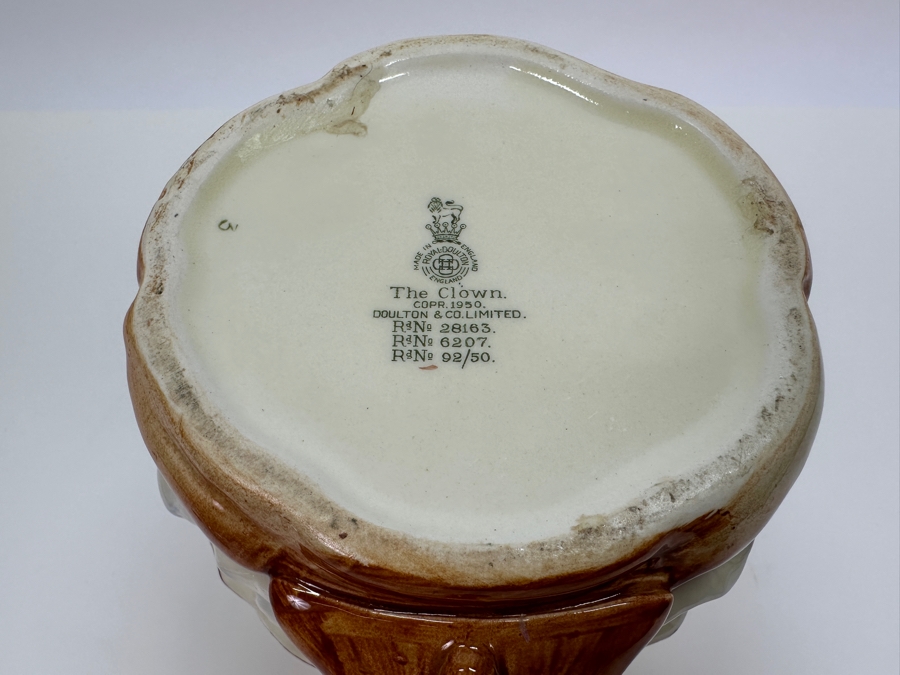 3
MADE IN ENGLAND
ROYAL DOULTON
ENGLAND
The Clown.
COPR. 1950.
DOULTON & CO. LIMITED.
Rd No 28163.
Rd No 6207.
Rd No 92/50.